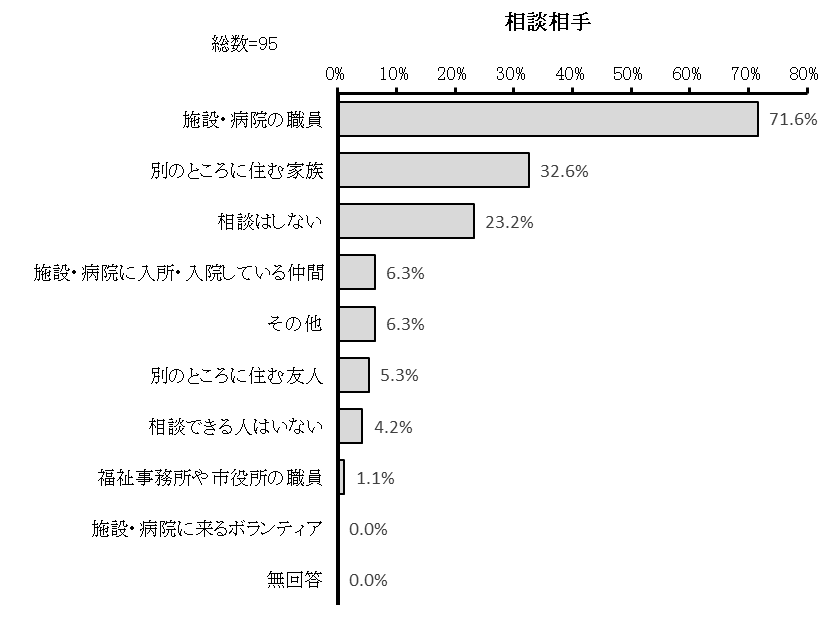 相談相手
総数=95
0% 10% 20% 30% 40% 50% 60% 70% 80%
施設・病院の職員 71.6%
別のところに住む家族 32.6%
相談はしない 23.2%
施設・病院に入所・入院している仲間 6.3%
その他 6.3%
別のところに住む友人 5.3%
相談できる人はいない 4.2%
福祉事務所や市役所の職員 1.1%
施設・病院に来るボランティア 0.0%
無回答 0.0%